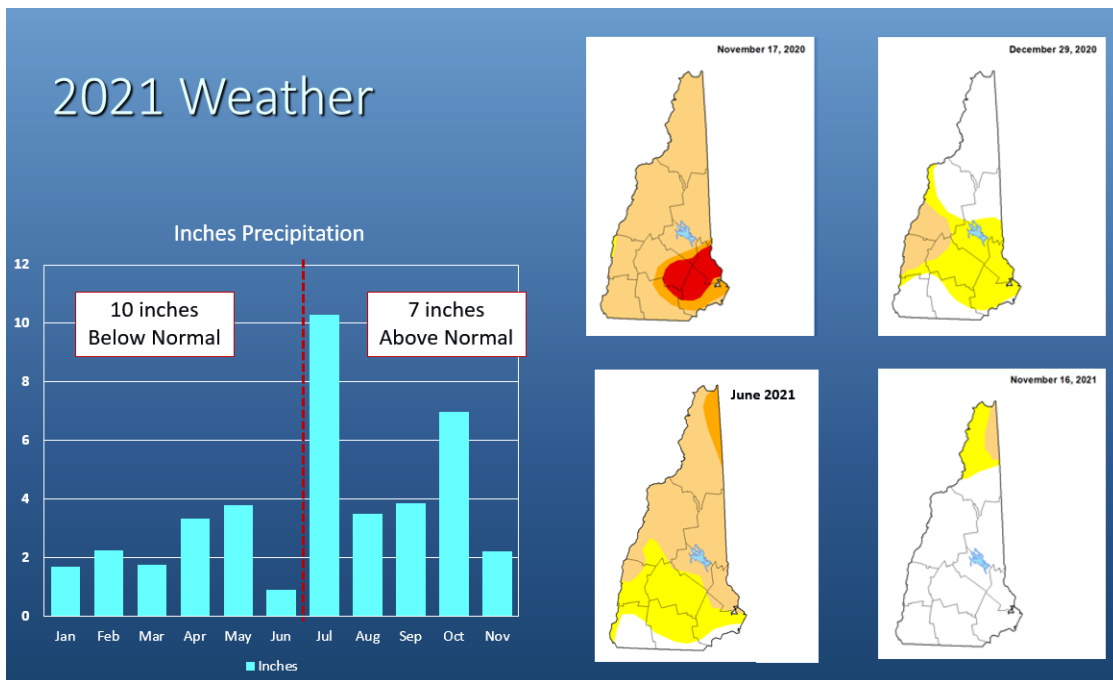 2021 Weather
November 17, 2020
December 29, 2020
Inches Precipitation
12
10
8
6
4
2
0
10 inches
Below Normal
7 inches
Above Normal
Jan Feb Mar Apr May Jun Jul Aug Sep Oct Nov
Inches
June 2021
November 16, 2021